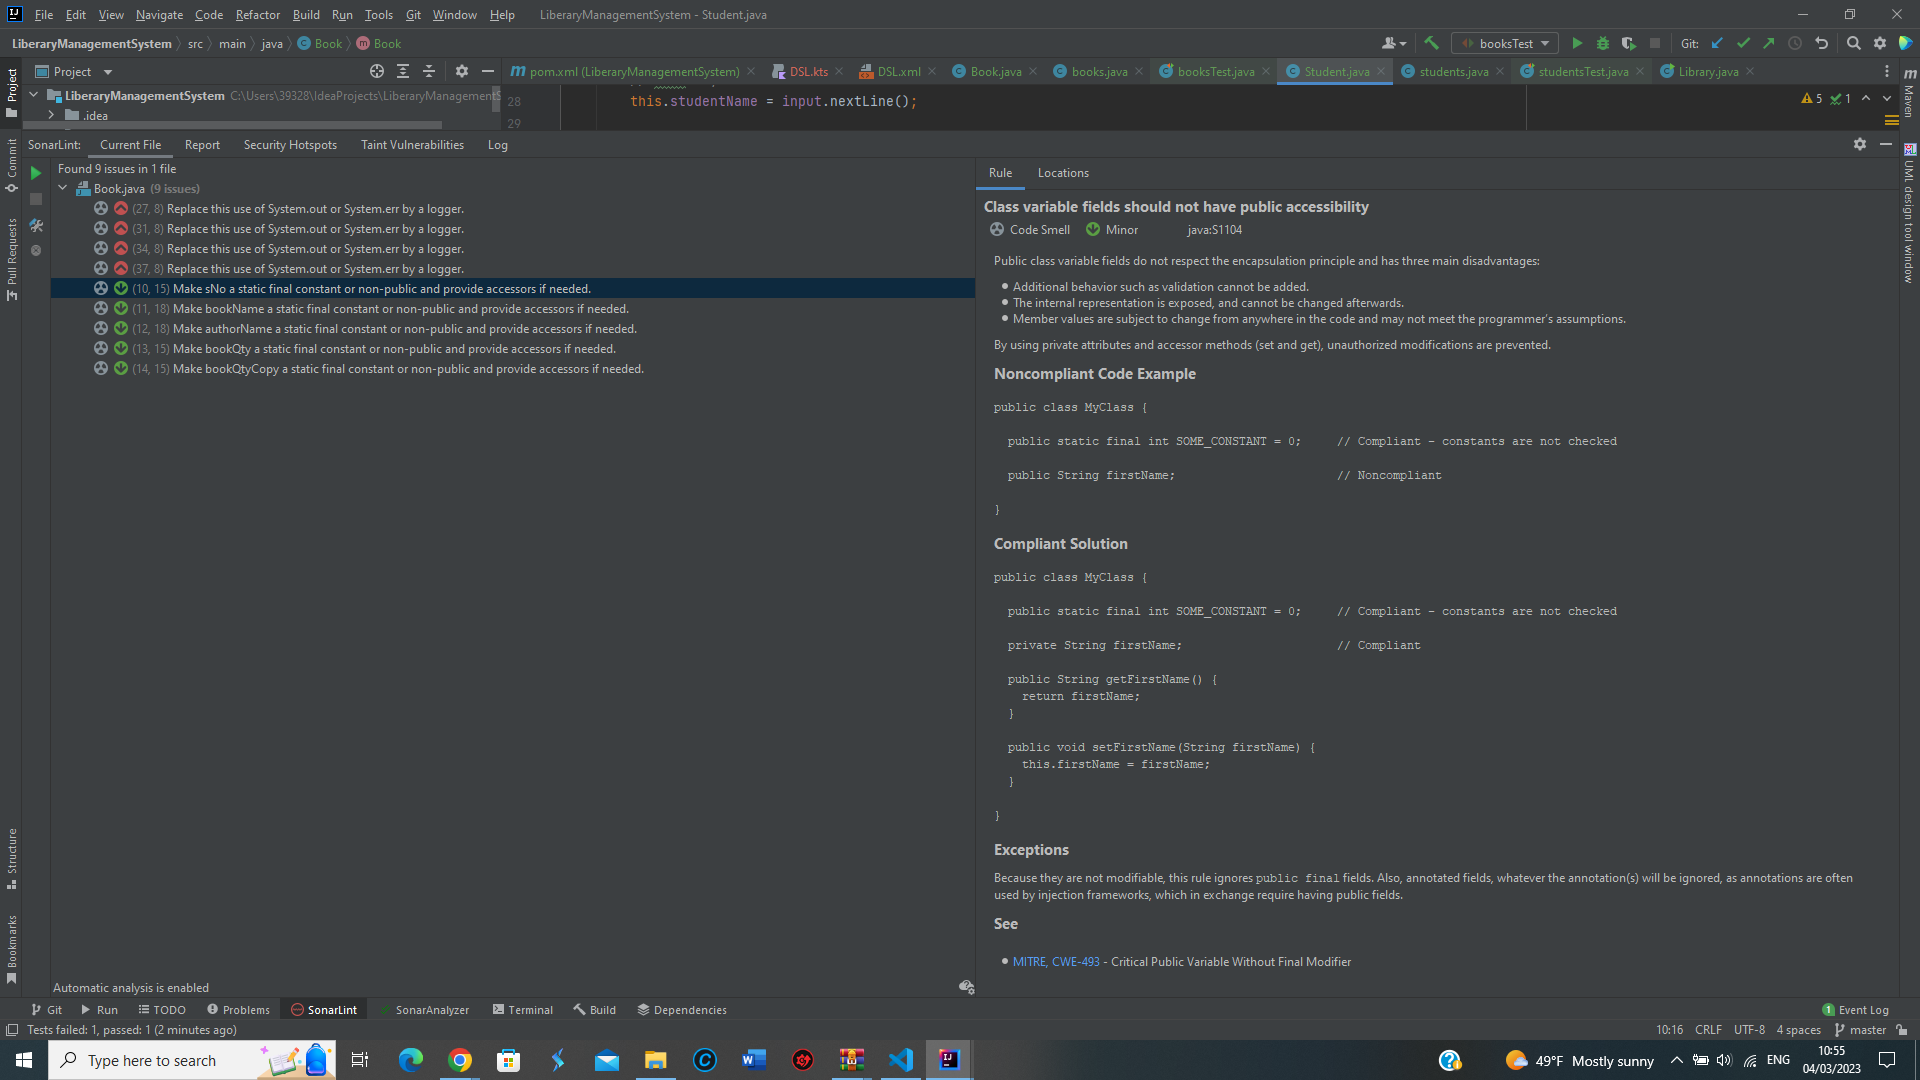 File Edit View Navigate Code Refactor Build Run Tools Git Window Help LiberaryManagementSystem - Student.java
LiberaryManagementSystem src main java Book Book booksTest Git:
Project pom.xml (LiberaryManagementSystem) DSL.kts DSL.xml Book.java books.java booksTest.java Student.java students.java studentsTest.java Library.java
LiberaryManagementSystem C:\Users\39328\IdeaProjects\LiberaryManagementS
.idea
28 this.studentName = input.nextLine();
29
5 1
SonarLint: Current File Report Security Hotspots Taint Vulnerabilities Log
Found 9 issues in 1 file
Book.java (9 issues)
(27, 8) Replace this use of System.out or System.err by a logger.
(31, 8) Replace this use of System.out or System.err by a logger.
(34, 8) Replace this use of System.out or System.err by a logger.
(37, 8) Replace this use of System.out or System.err by a logger.
(10, 15) Make sNo a static final constant or non-public and provide accessors if needed.
(11, 18) Make bookName a static final constant or non-public and provide accessors if needed.
(12, 18) Make authorName a static final constant or non-public and provide accessors if needed.
(13, 15) Make bookQty a static final constant or non-public and provide accessors if needed.
(14, 15) Make bookQtyCopy a static final constant or non-public and provide accessors if needed.
Automatic analysis is enabled
Rule Locations
Class variable fields should not have public accessibility
Code Smell Minor java:S1104
Public class variable fields do not respect the encapsulation principle and has three main disadvantages:
Additional behavior such as validation cannot be added.
The internal representation is exposed, and cannot be changed afterwards.
Member values are subject to change from anywhere in the code and may not meet the programmer's assumptions.
By using private attributes and accessor methods (set and get), unauthorized modifications are prevented.
Noncompliant Code Example
public class MyClass {
public static final int SOME_CONSTANT = 0; // Compliant - constants are not checked
public String firstName; // Noncompliant
}
Compliant Solution
public class MyClass {
public static final int SOME_CONSTANT = 0; // Compliant - constants are not checked
private String firstName; // Compliant
public String getFirstName() {
return firstName;
}
public void setFirstName(String firstName) {
this.firstName = firstName;
}
}
Exceptions
Because they are not modifiable, this rule ignores public final fields. Also, annotated fields, whatever the annotation(s) will be ignored, as annotations are often
used by injection frameworks, which in exchange require having public fields.
See
MITRE, CWE-493 - Critical Public Variable Without Final Modifier
Project
Commit
Pull Requests
Structure
Bookmarks
Maven
UML design tool window
Git Run TODO Problems SonarLint SonarAnalyzer Terminal Build Dependencies 1 Event Log
Tests failed: 1, passed: 1 (2 minutes ago) 10:16 CRLF UTF-8 4 spaces master
Type here to search 49°F Mostly sunny ENG 10:55
04/03/2023